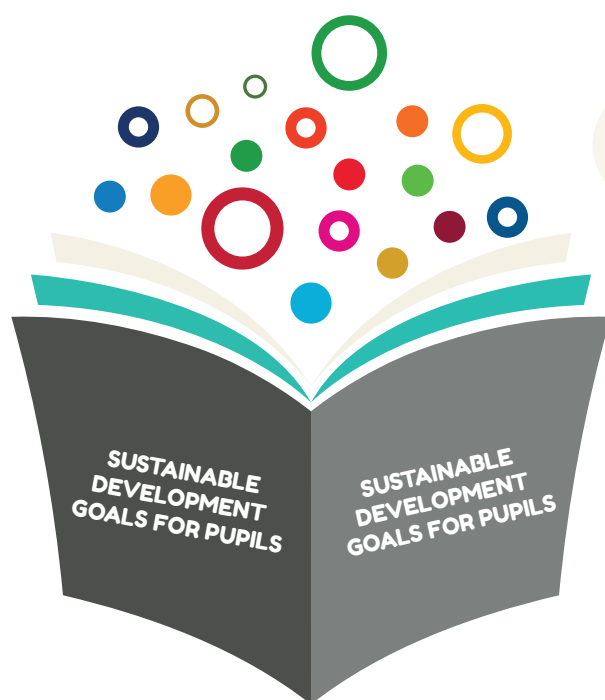 SUSTAINABLE
DEVELOPMENT
GOALS FOR PUPILS
SUSTAINABLE
DEVELOPMENT
GOALS FOR PUPILS